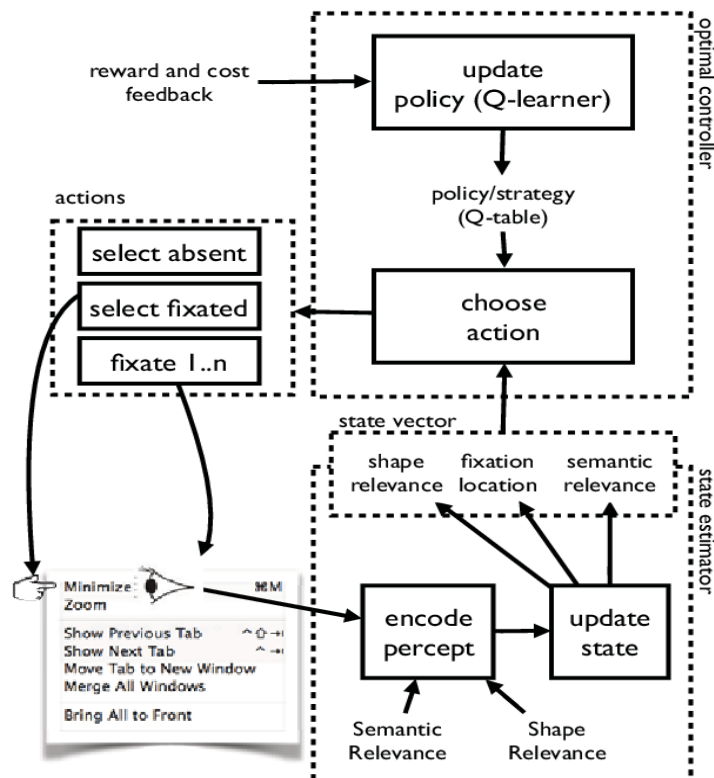 optimal controller
reward and cost
feedback
update
policy (Q-learner)
policy/strategy
(Q-table)
choose
action
actions
select absent
select fixated
fixate 1..n
state vector
shape
relevance
fixation
location
semantic
relevance
state estimator
encode
percept
update
state
Semantic
Relevance
Shape
Relevance
Minimize ⌘M
Zoom
Show Previous Tab ^⇧⇥
Show Next Tab ^⇥
Move Tab to New Window
Merge All Windows
Bring All to Front